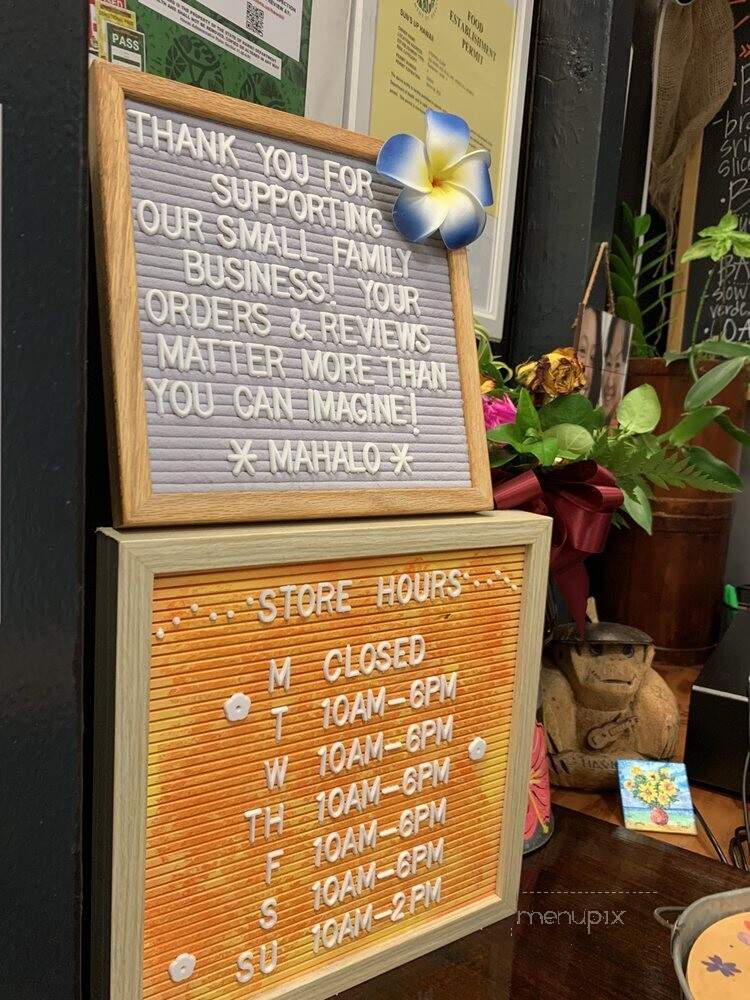 PASS
FOOD
ESTABLISHMENT
PERMIT
THANK YOU FOR
SUPPORTING
OUR SMALL FAMILY
BUSINESS! YOUR
ORDERS & REVIEWS
MATTER MORE THAN
YOU CAN IMAGINE!
* MAHALO *
STORE HOURS
M CLOSED
T 10AM-6PM
W 10AM-6PM
TH 10AM-6PM
F 10AM-6PM
S 10AM-6PM
SU 10AM-2PM
menupix